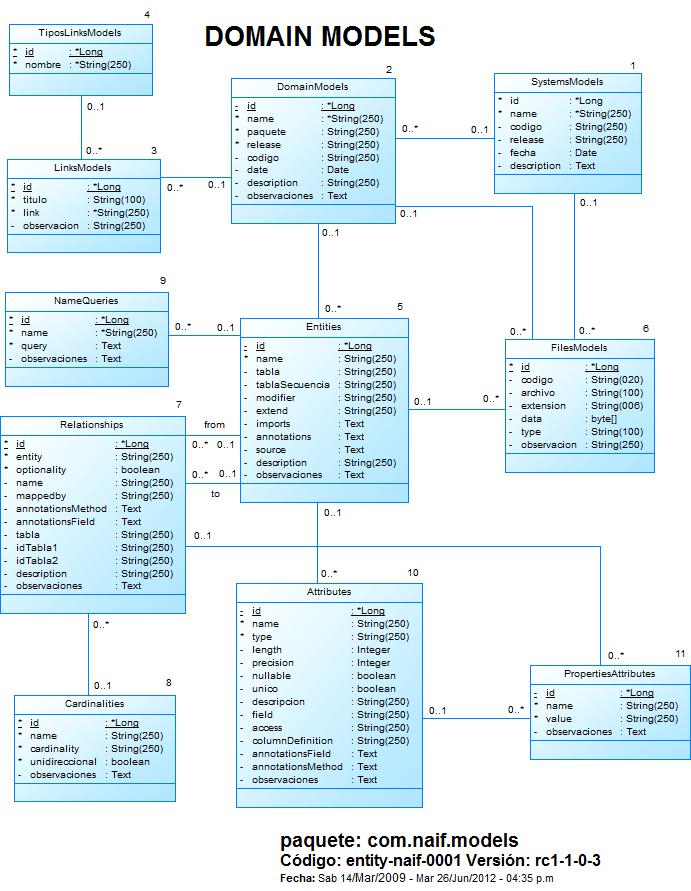 DOMAIN MODELS
4
TiposLinksModels
* id : *Long
* nombre : *String(250)
0..1
0..*
3
LinksModels
* id : *Long
* titulo : String(100)
* link : *String(250)
- observacion : String(250)
0..*
0..1
2
DomainModels
- id : *Long
* name : *String(250)
* paquete : String(250)
* release : String(250)
- codigo : String(250)
- date : Date
- description : String(250)
- observaciones : Text
0..*
0..1
1
SystemsModels
* id : *Long
* name : *String(250)
- codigo : String(250)
- release : String(250)
- fecha : Date
- description : Text
0..1
0..1
0..1
0..*
0..*
0..*
9
NameQueries
* id : *Long
* name : *String(250)
* query : Text
- observaciones : Text
0..*
0..1
5
Entities
- id : *Long
* name : String(250)
- tabla : String(250)
- tablaSecuencia : String(250)
- modifier : String(250)
- extend : String(250)
- imports : Text
- annotations : Text
- source : Text
- description : String(250)
- observaciones : Text
0..1
0..*
6
FilesModels
* id : *Long
- codigo : String(020)
- archivo : String(100)
- extension : String(006)
- data : byte[]
- type : String(100)
- observacion : String(250)
7
Relationships
* id : *Long
* entity : String(250)
* optionality : boolean
- name : String(250)
- mappedby : String(250)
- annotationsMethod : Text
- annotationsField : Text
- tabla : String(250)
- idTabla1 : String(250)
- idTabla2 : String(250)
- description : String(250)
- observaciones : Text
from
0..* 0..1
0..* 0..1
to
0..1
0..1
0..*
0..*
0..1
0..*
8
Cardinalities
* id : *Long
* name : String(250)
* cardinality : String(250)
* unidireccional : boolean
- observaciones : Text
10
Attributes
- id : *Long
* name : String(250)
* type : String(250)
- length : Integer
- precision : Integer
- nullable : boolean
- unico : boolean
- descripcion : String(250)
- field : String(250)
- access : String(250)
- columnDefinition : String(250)
- annotationsField : Text
- annotationsMethod : Text
- observaciones : Text
0..1
0..*
11
PropertiesAttributes
- id : *Long
* name : String(250)
* value : String(250)
- observaciones : Text
paquete: com.naif.models
Código: entity-naif-0001 Versión: rc1-1-0-3
Fecha: Sab 14/Mar/2009 - Mar 26/Jun/2012 - 04:35 p.m